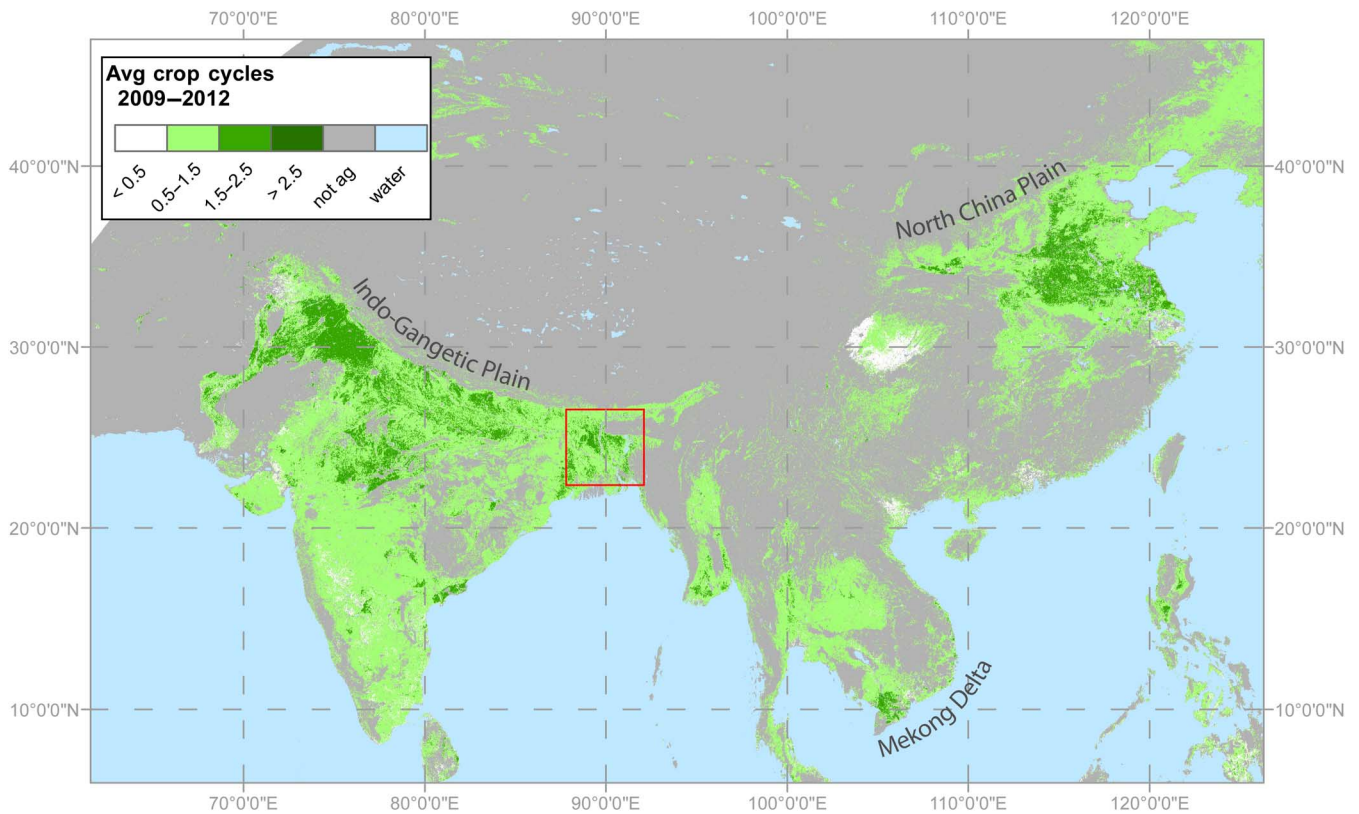 70°0'0"E 80°0'0"E 90°0'0"E 100°0'0"E 110°0'0"E 120°0'0"E
Avg crop cycles
2009–2012
< 0.5 0.5–1.5 1.5–2.5 > 2.5 not ag water
40°0'0"N 40°0'0"N
North China Plain
Indo-Gangetic Plain
30°0'0"N 30°0'0"N
20°0'0"N 20°0'0"N
10°0'0"N 10°0'0"N
Mekong Delta
70°0'0"E 80°0'0"E 90°0'0"E 100°0'0"E 110°0'0"E 120°0'0"E